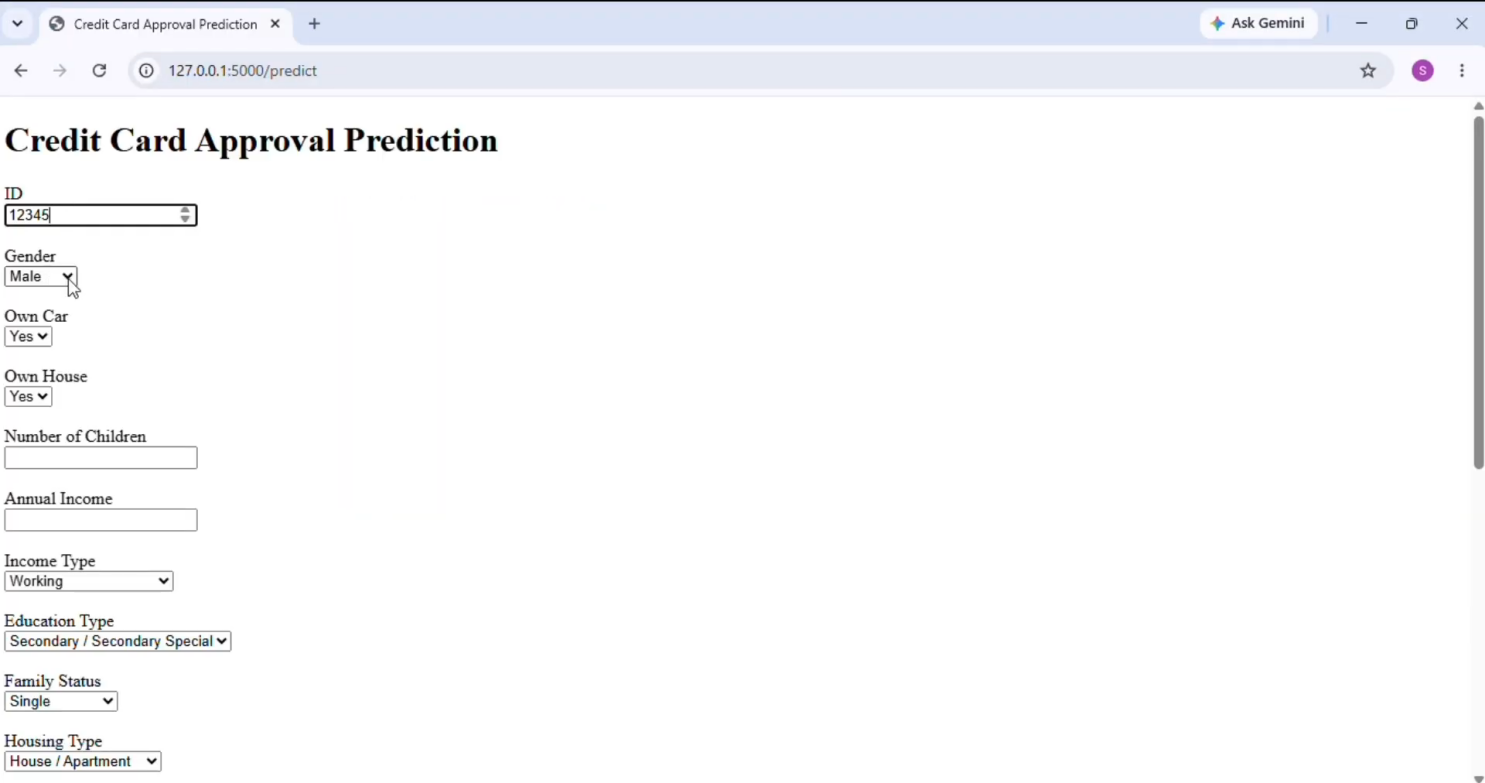 Credit Card Approval Prediction
Ask Gemini
127.0.0.1:5000/predict
S
Credit Card Approval Prediction
ID
12345
Gender
Male
Own Car
Yes
Own House
Yes
Number of Children
Annual Income
Income Type
Working
Education Type
Secondary / Secondary Special
Family Status
Single
Housing Type
House / Apartment